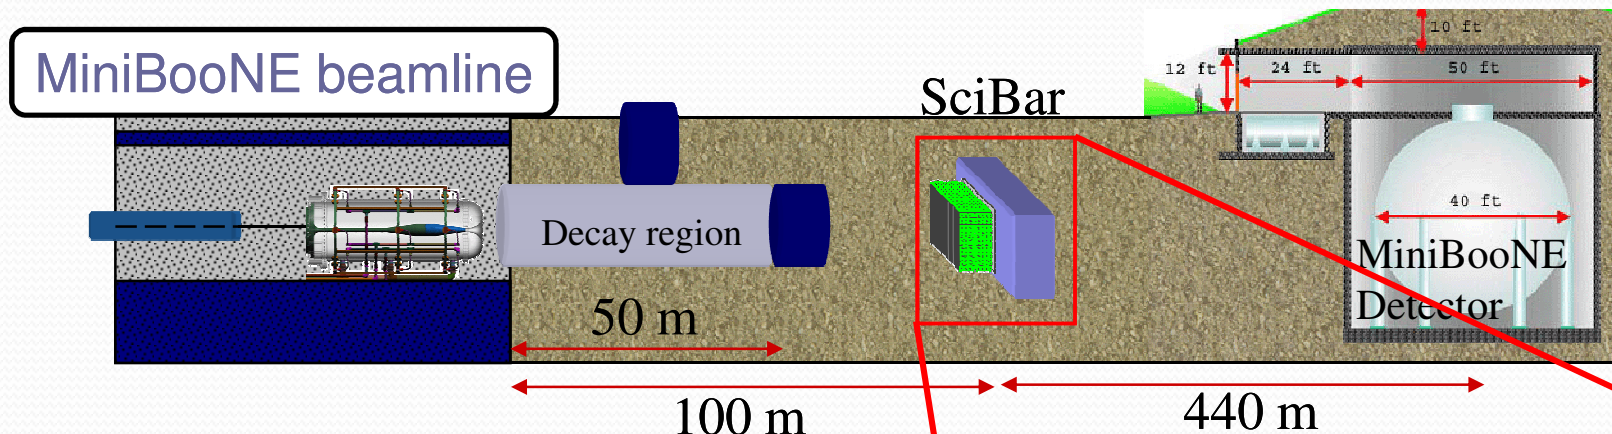 MiniBooNE beamline
SciBar
10 ft
12 ft
24 ft
50 ft
40 ft
Decay region
MiniBooNE
Detector
50 m
100 m
440 m